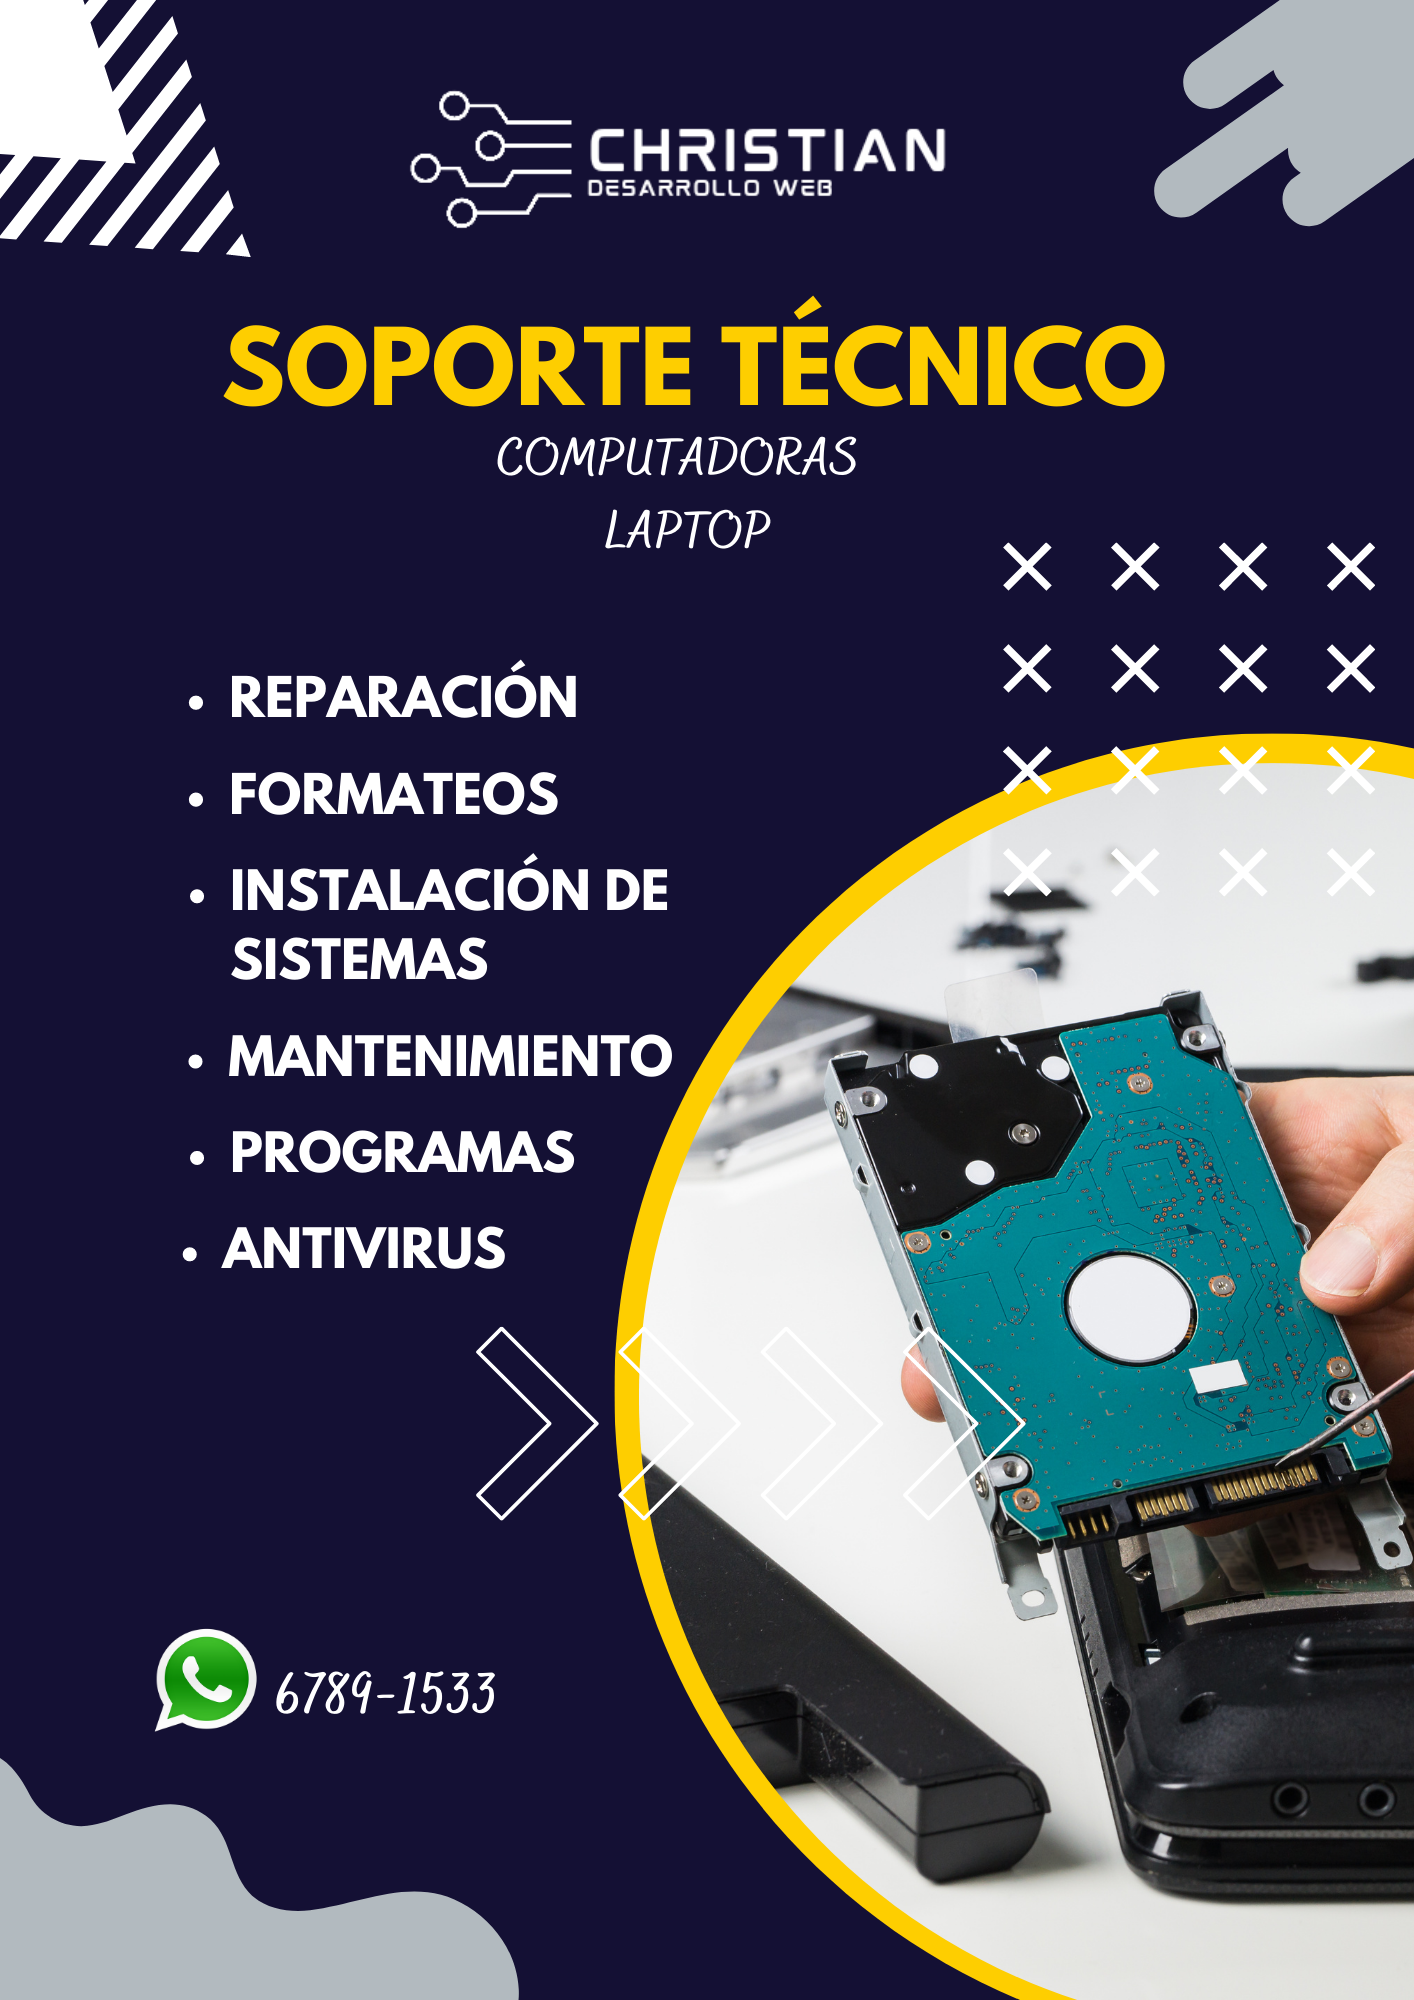 CHRISTIAN
DESARROLLO WEB
SOPORTE TÉCNICO
COMPUTADORAS
LAPTOP
• REPARACIÓN
• FORMATEOS
• INSTALACIÓN DE
SISTEMAS
• MANTENIMIENTO
• PROGRAMAS
• ANTIVIRUS
6789-1533